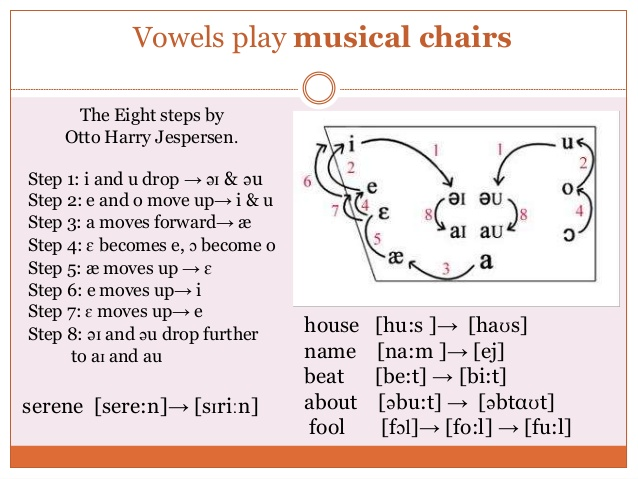 Vowels play musical chairs
The Eight steps by
Otto Harry Jespersen.
Step 1: i and u drop → əɪ & əu
Step 2: e and o move up→ i & u
Step 3: a moves forward→ æ
Step 4: ɛ becomes e, ɔ become o
Step 5: æ moves up → ɛ
Step 6: e moves up→ i
Step 7: ɛ moves up→ e
Step 8: əɪ and əu drop further
to aɪ and au
serene [sere:n]→ [sɪri:n]
i 1 1 u
6 2 2
e o
7 4 əɪ əʊ 4
ɛ 8 8 ɔ
5 aɪ aʊ
æ 3 a
house [hu:s ]→ [haʊs]
name [na:m ]→ [ej]
beat [be:t] → [bi:t]
about [əbu:t] → [əbtɑʊt]
fool [fɔl]→ [fo:l] → [fu:l]